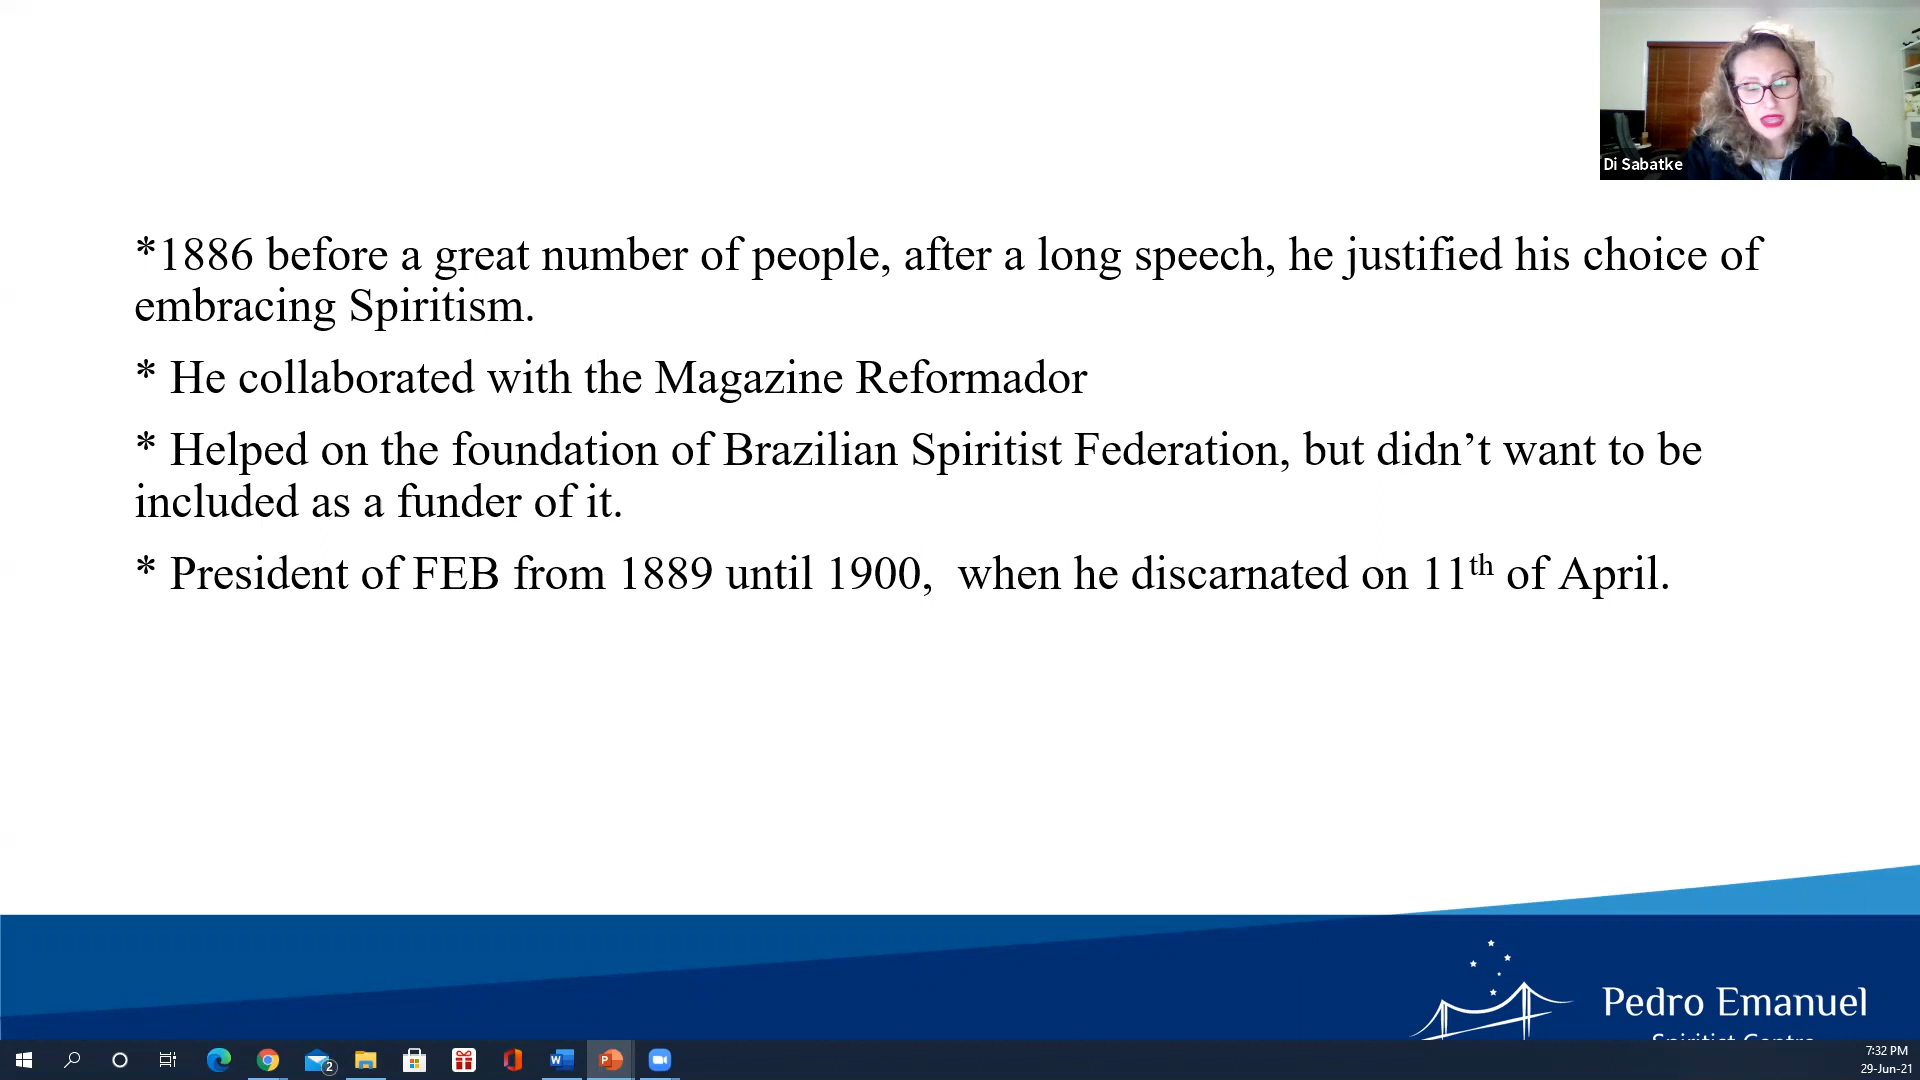 Di Sabatke
*1886 before a great number of people, after a long speech, he justified his choice of
embracing Spiritism.
* He collaborated with the Magazine Reformador
* Helped on the foundation of Brazilian Spiritist Federation, but didn’t want to be
included as a funder of it.
* President of FEB from 1889 until 1900,  when he discarnated on 11th of April.
Pedro Emanuel
Spiritist Centre
2
7:32 PM
29-Jun-21